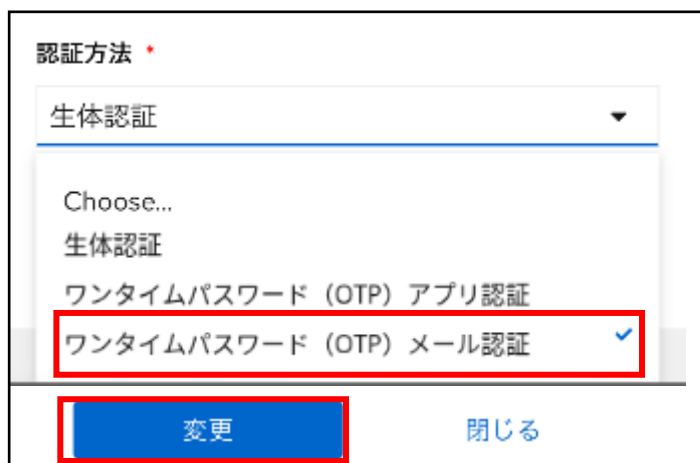 認証方法 *
生体認証
Choose...
生体認証
ワンタイムパスワード（OTP）アプリ認証
ワンタイムパスワード（OTP）メール認証
変更 閉じる